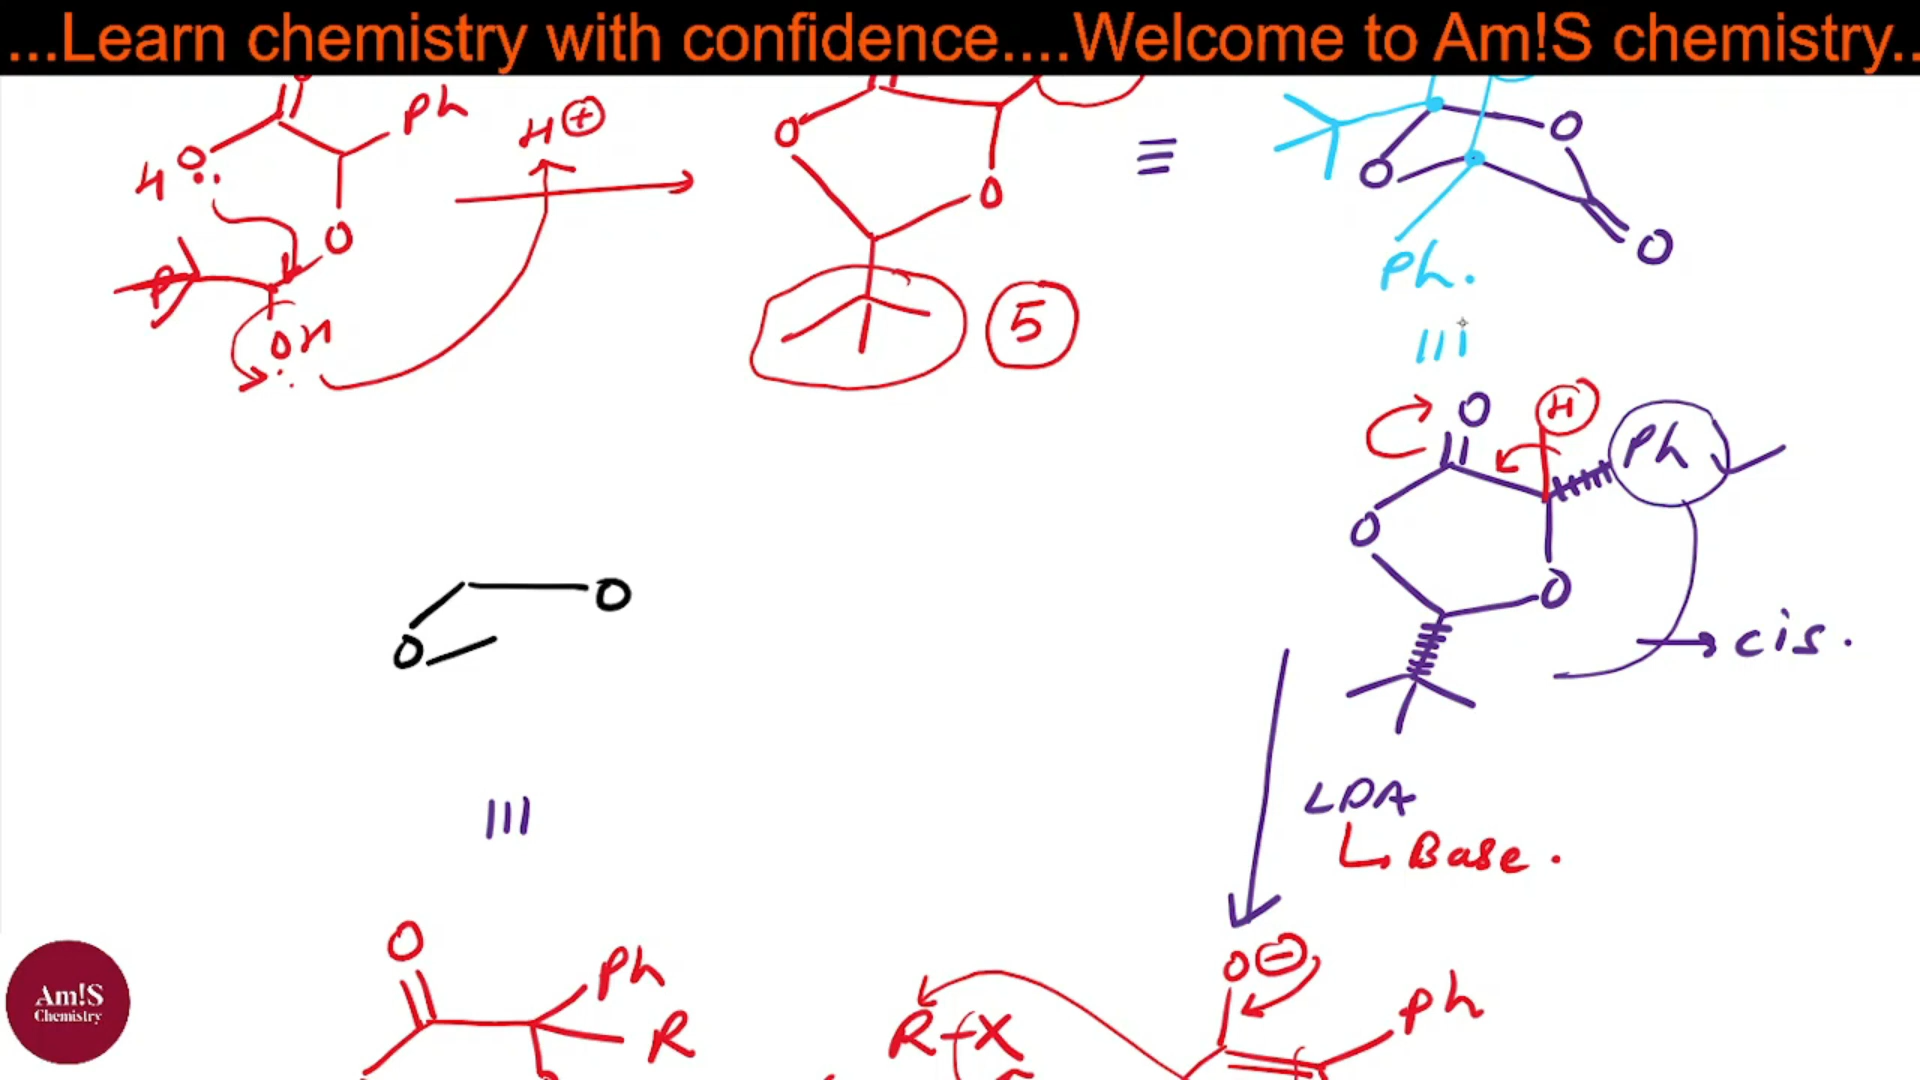 ...Learn chemistry with confidence....Welcome to Am!S chemistry..
Ph
H ⊕
H O
O
OH
O
O
5
≡
O
O
O
Ph.
O
H
Ph
O
O
cis.
O
O
LDA
Base.
O
Ph
R
R-X
O ⊖
Ph
Am!S
Chemistry